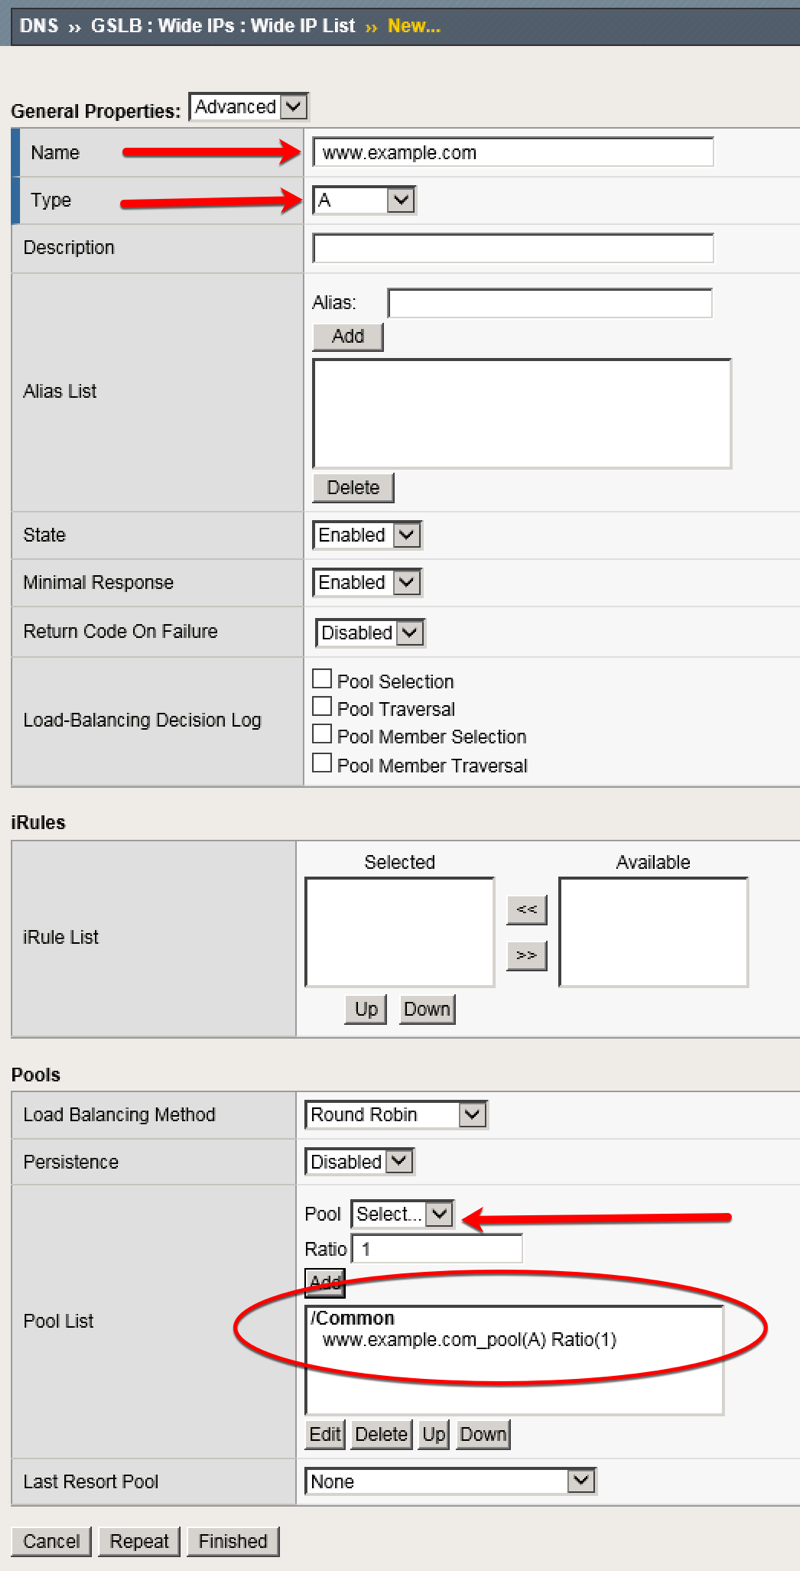 DNS ›› GSLB : Wide IPs : Wide IP List ›› New...
General Properties: Advanced
Name www.example.com
Type A
Description
Alias:
Add
Alias List
Delete
State Enabled
Minimal Response Enabled
Return Code On Failure Disabled
Load-Balancing Decision Log
Pool Selection
Pool Traversal
Pool Member Selection
Pool Member Traversal
iRules
Selected Available
<<
iRule List
>>
Up Down
Pools
Load Balancing Method Round Robin
Persistence Disabled
Pool Select...
Ratio 1
Add
Pool List
/Common
www.example.com_pool(A) Ratio(1)
Edit Delete Up Down
Last Resort Pool None
Cancel Repeat Finished